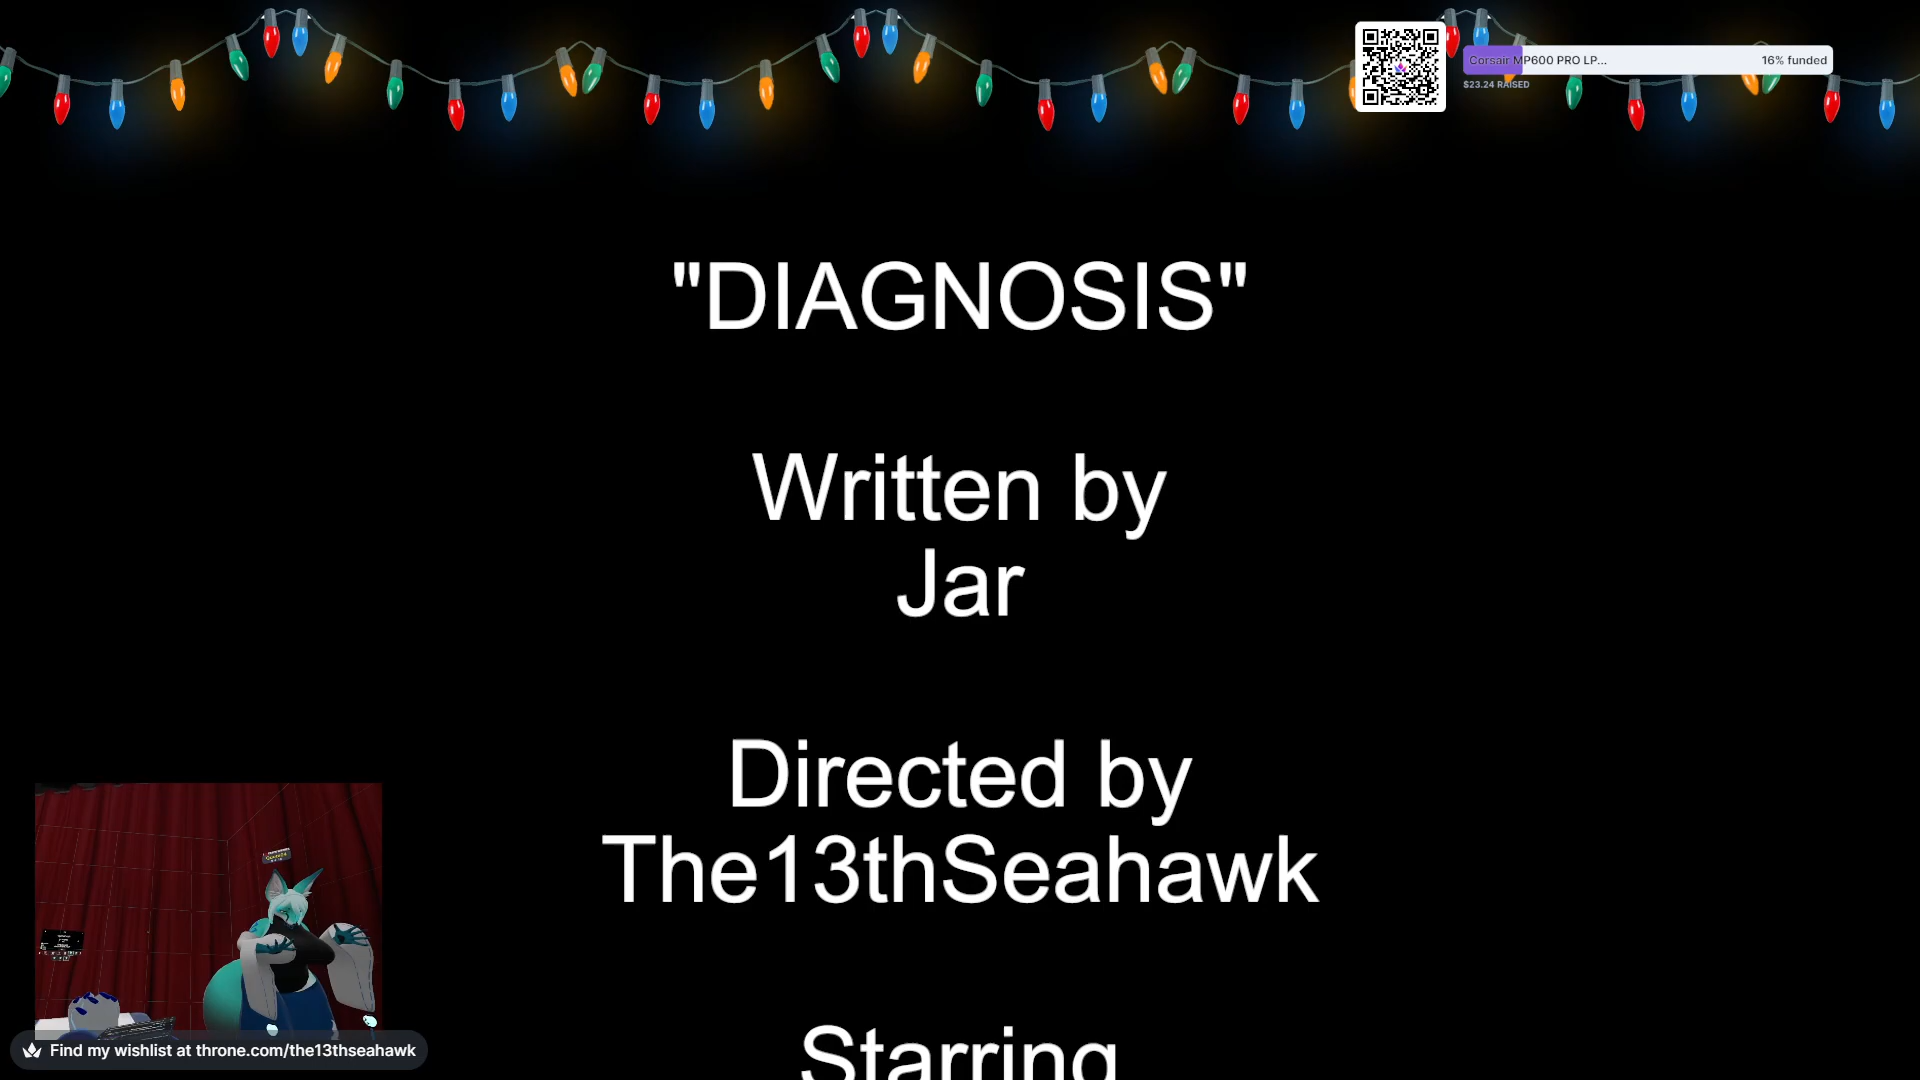 Corsair MP600 PRO LP...
16% funded
$23.24 RAISED
"DIAGNOSIS"
Written by
Jar
Directed by
The13thSeahawk
Starring
Find my wishlist at throne.com/the13thseahawk